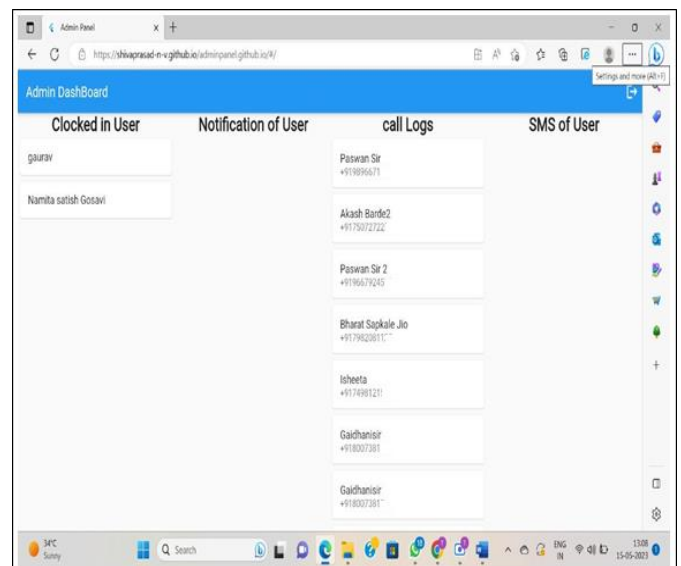 Admin Panel
https://shivaprasad-n-v.github.io/adminpanel.github.io/#/
Settings and more (Alt+F)
Admin DashBoard
Clocked in User
Notification of User
call Logs
SMS of User
gaurav
Namita satish Gosavi
Paswan Sir
+919896671
Akash Barde2
+9175072722
Paswan Sir 2
+9196679245
Bharat Sapkale Jio
Isheeta
Gaidhanisir
+918007381
Gaidhanisir
+918007381
34°C
Sunny
Search
ENG
IN
13:08
15-05-2023